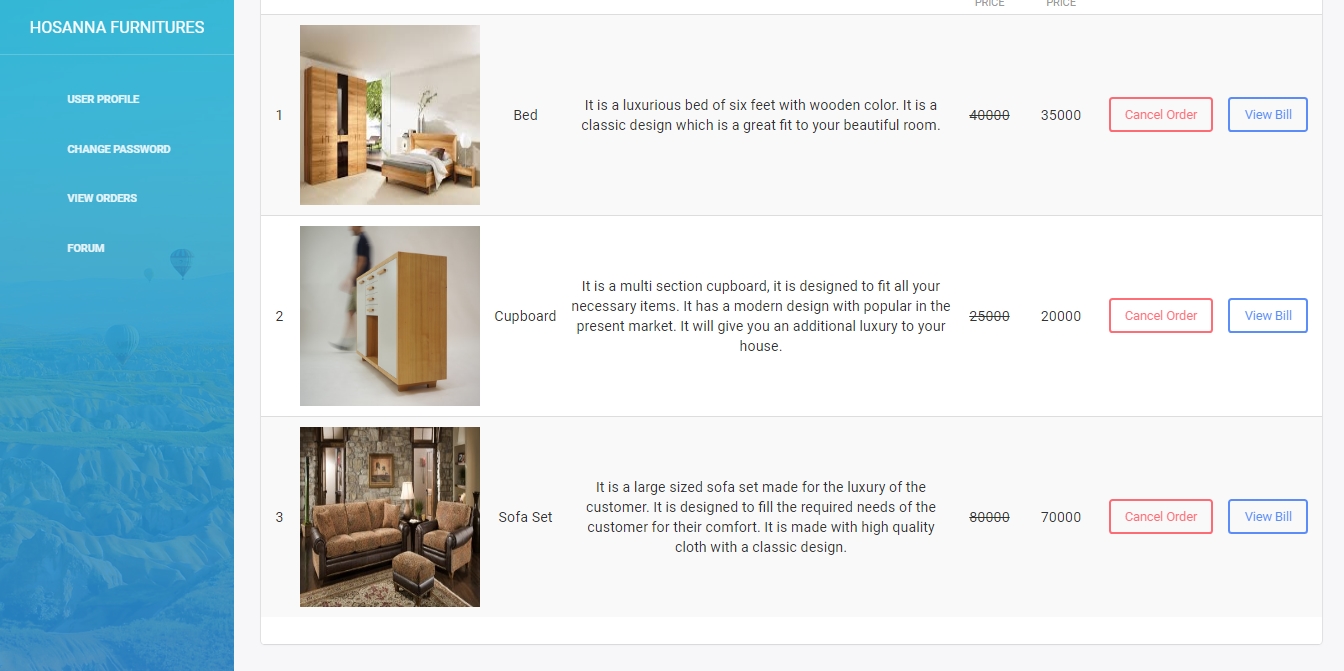 HOSANNA FURNITURES
USER PROFILE
CHANGE PASSWORD
VIEW ORDERS
FORUM
PRICE PRICE
1 Bed It is a luxurious bed of six feet with wooden color. It is a
classic design which is a great fit to your beautiful room. 40000 35000 Cancel Order View Bill
2 Cupboard It is a multi section cupboard, it is designed to fit all your
necessary items. It has a modern design with popular in the
present market. It will give you an additional luxury to your
house. 25000 20000 Cancel Order View Bill
3 Sofa Set It is a large sized sofa set made for the luxury of the
customer. It is designed to fill the required needs of the
customer for their comfort. It is made with high quality
cloth with a classic design. 80000 70000 Cancel Order View Bill